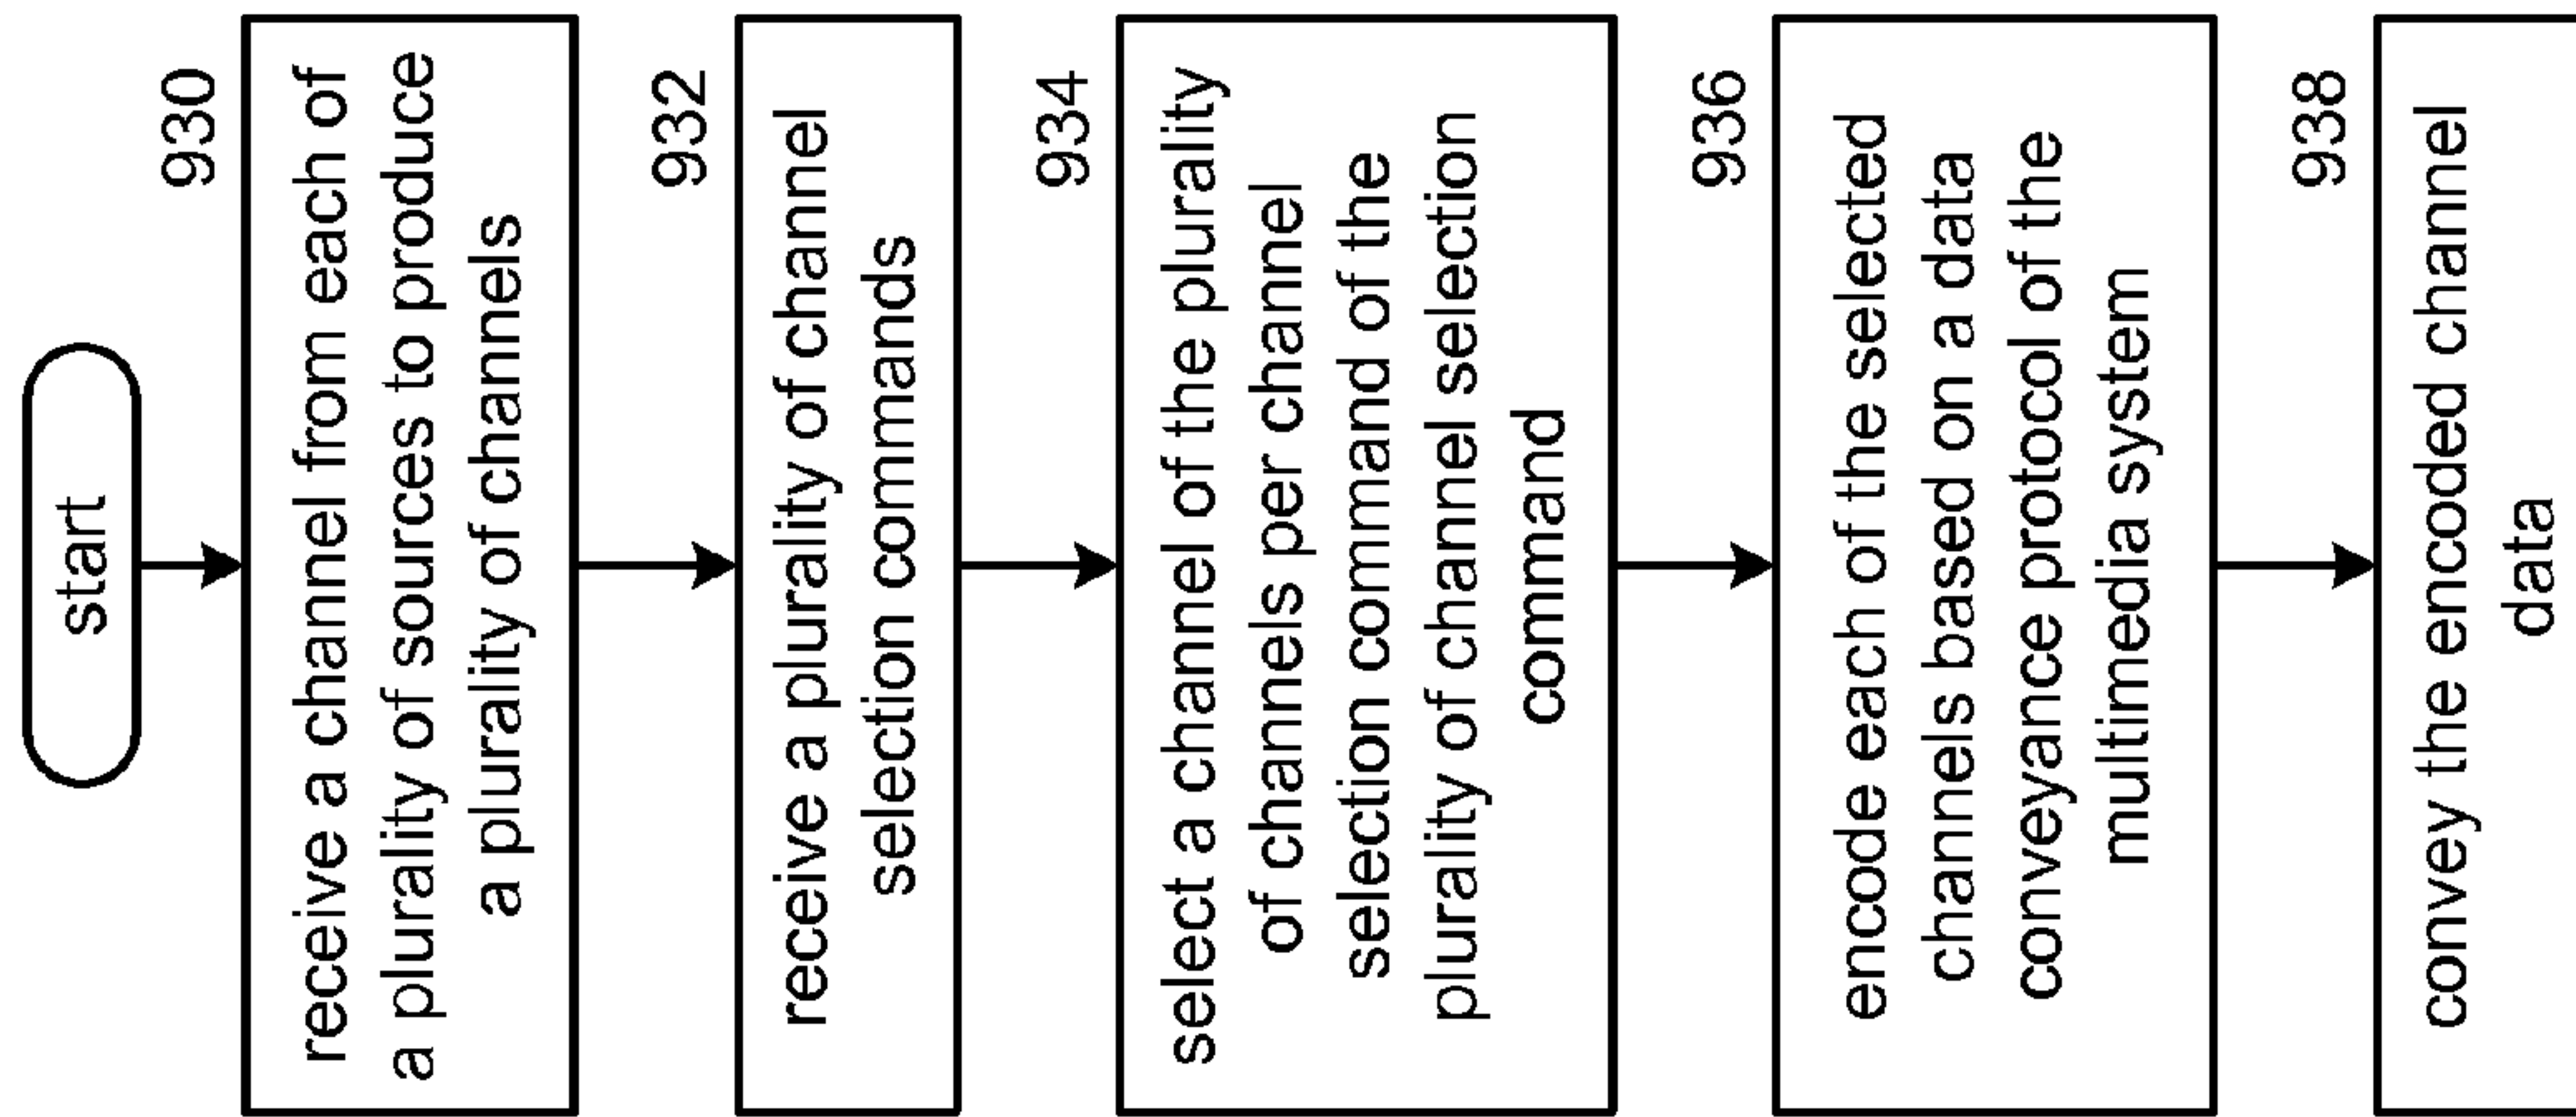 start
930
receive a channel from each of
a plurality of sources to produce
a plurality of channels
932
receive a plurality of channel
selection commands
934
select a channel of the plurality
of channels per channel
selection command of the
plurality of channel selection
command
936
encode each of the selected
channels based on a data
conveyance protocol of the
multimedia system
938
convey the encoded channel
data